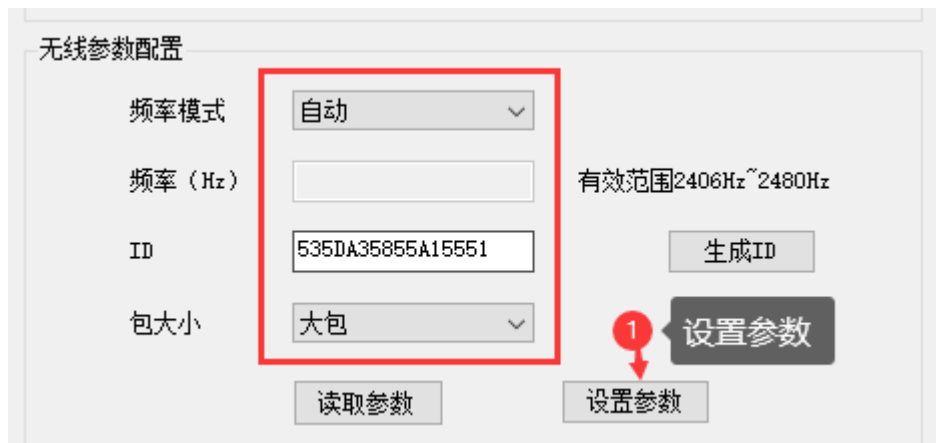 无线参数配置
频率模式 自动
频率（Hz） 有效范围2406Hz~2480Hz
ID 535DA35855A15551 生成ID
包大小 大包
1 设置参数
读取参数 设置参数